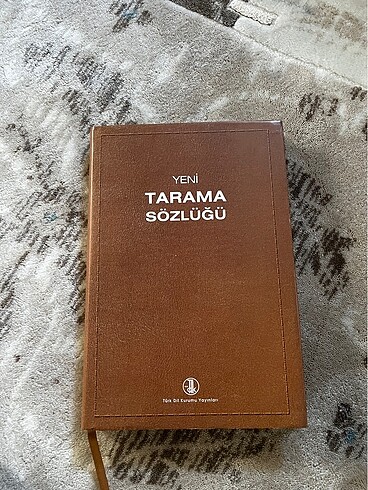 YENİ
TARAMA
SÖZLÜĞÜ
Türk Dil Kurumu Yayınları